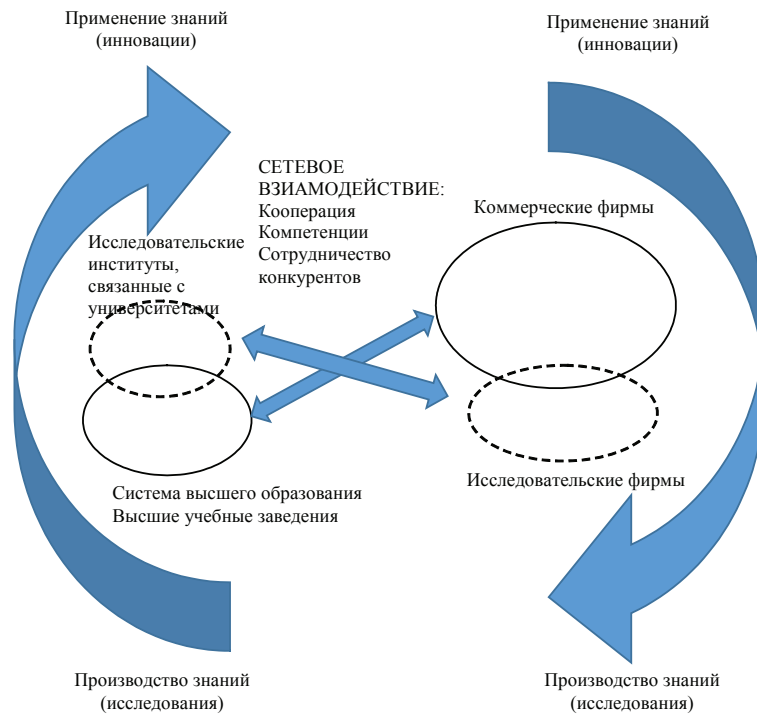 Применение знаний
(инновации)
Применение знаний
(инновации)
СЕТЕВОЕ
ВЗИАМОДЕЙСТВИЕ:
Кооперация
Компетенции
Сотрудничество
конкурентов
Коммерческие фирмы
Исследовательские
институты,
связанные с
университетами
Исследовательские фирмы
Система высшего образования
Высшие учебные заведения
Производство знаний
(исследования)
Производство знаний
(исследования)